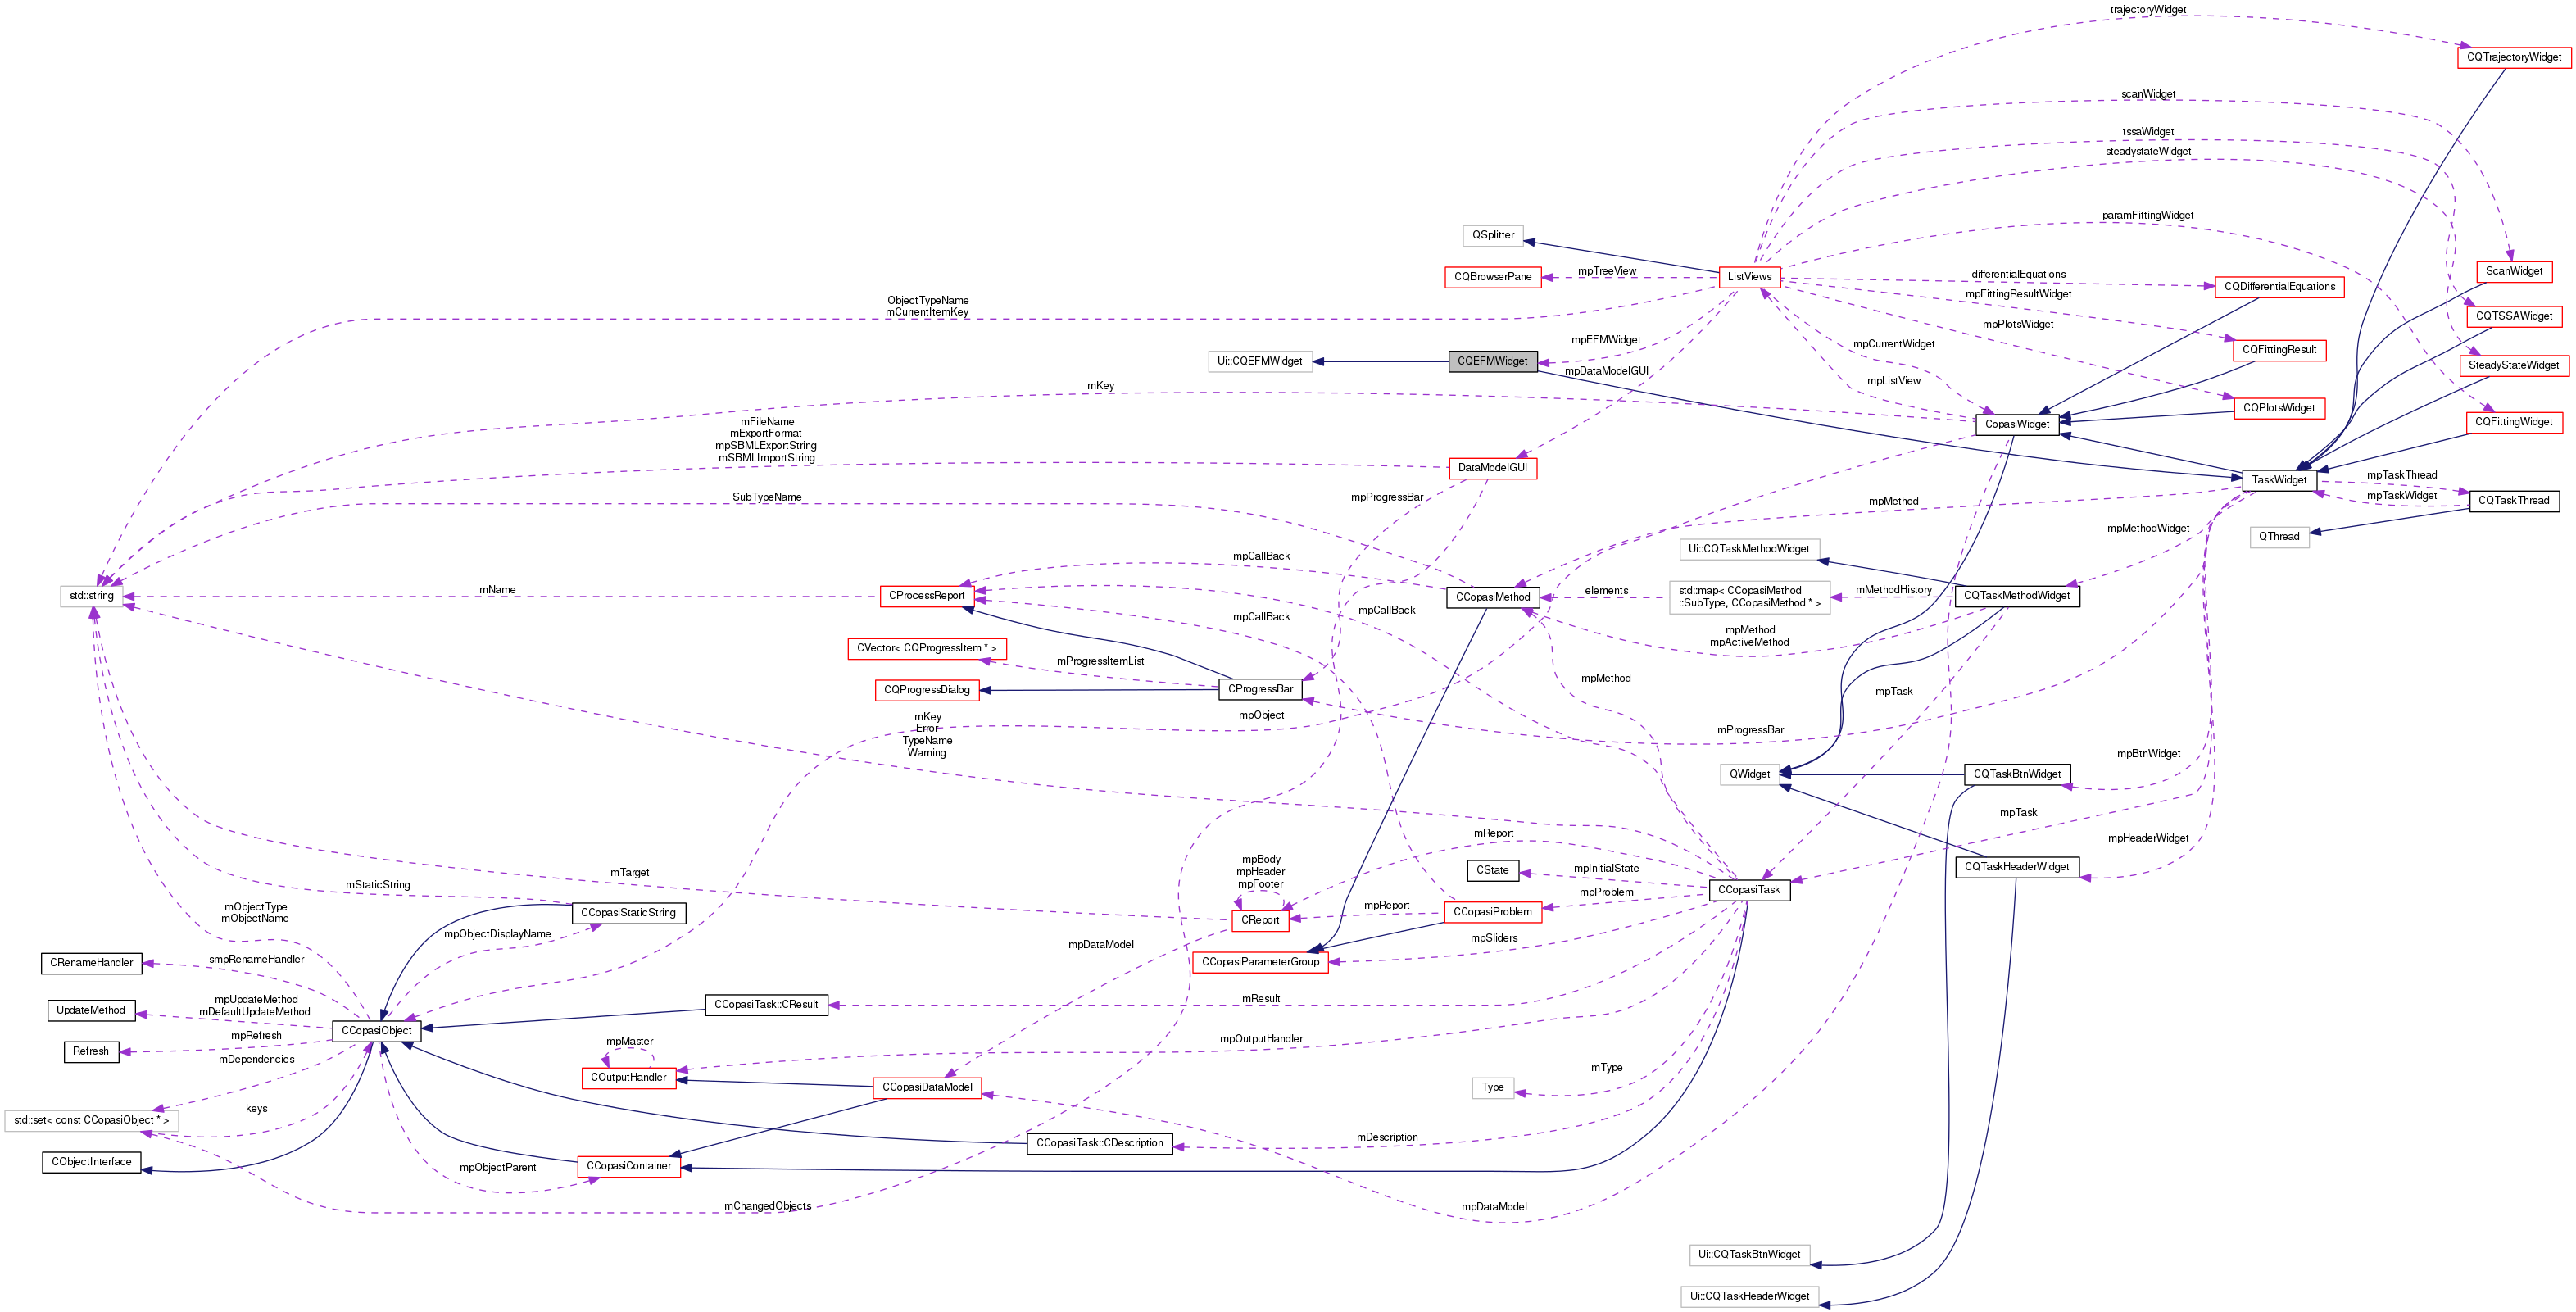 trajectoryWidget
CQTrajectoryWidget
scanWidget
tssaWidget
steadystateWidget
paramFittingWidget
QSplitter
CQBrowserPane
mpTreeView
ListViews
differentialEquations
mpFittingResultWidget
mpPlotsWidget
ScanWidget
CQDifferentialEquations
CQTSSAWidget
ObjectTypeName
mCurrentItemKey
mpEFMWidget
mpCurrentWidget
CQFittingResult
Ui::CQEFMWidget
CQEFMWidget
SteadyStateWidget
mpDataModelGUI
mpListView
mKey
CQPlotsWidget
CopasiWidget
CQFittingWidget
mFileName
mExportFormat
mpSBMLExportString
mSBMLImportString
DataModelGUI
TaskWidget
mpTaskThread
mpTaskWidget
CQTaskThread
SubTypeName
mpProgressBar
mpMethod
mpMethodWidget
QThread
mpCallBack
Ui::CQTaskMethodWidget
std::string
mName
CProcessReport
CCopasiMethod
elements
std::map< CCopasiMethod
::SubType, CCopasiMethod * >
mMethodHistory
CQTaskMethodWidget
mpCallBack
mpCallBack
mpMethod
mpActiveMethod
CVector< CQProgressItem * >
mProgressItemList
CQProgressDialog
CProgressBar
mpMethod
mpTask
mKey
Error
TypeName
Warning
mpObject
mProgressBar
QWidget
CQTaskBtnWidget
mpBtnWidget
mpTask
mpHeaderWidget
mReport
mpBody
mpHeader
mpFooter
CState
mpInitialState
CQTaskHeaderWidget
mTarget
mStaticString
mObjectType
mObjectName
CCopasiStaticString
CReport
mpReport
CCopasiProblem
mpProblem
CCopasiTask
mpObjectDisplayName
mpDataModel
mpSliders
CRenameHandler
smpRenameHandler
CCopasiParameterGroup
UpdateMethod
mpUpdateMethod
mDefaultUpdateMethod
CCopasiTask::CResult
mResult
CCopasiObject
Refresh
mpRefresh
mpMaster
mpOutputHandler
mDependencies
COutputHandler
CCopasiDataModel
Type
mType
std::set< const CCopasiObject * >
keys
CCopasiTask::CDescription
mDescription
CObjectInterface
mpObjectParent
CCopasiContainer
mChangedObjects
mpDataModel
Ui::CQTaskBtnWidget
Ui::CQTaskHeaderWidget